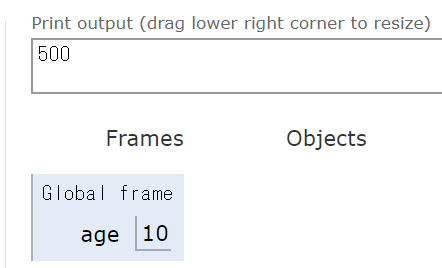 Print output (drag lower right corner to resize)
500
Frames Objects
Global frame
age 10